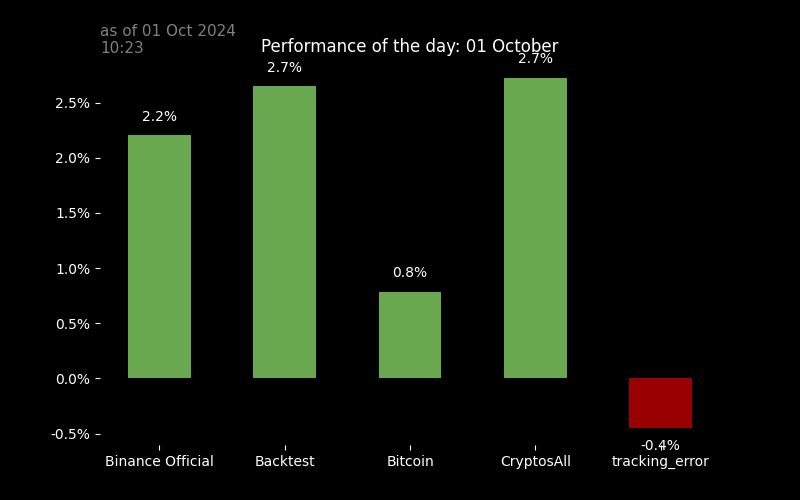 as of 01 Oct 2024
10:23
Performance of the day: 01 October
2.7%
2.7%
2.5%
2.2%
2.0%
1.5%
1.0%
0.8%
0.5%
0.0%
-0.5%
-0.4%
Binance Official
Backtest
Bitcoin
CryptosAll
tracking_error